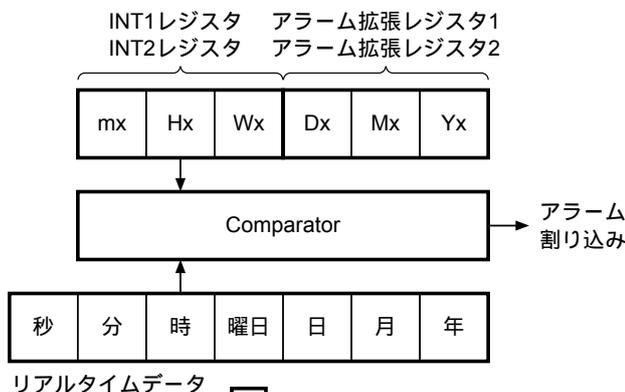 INT1レジスタ アラーム拡張レジスタ1
INT2レジスタ アラーム拡張レジスタ2
mx Hx Wx Dx Mx Yx
Comparator
アラーム
割り込み
秒 分 時 曜日 日 月 年
リアルタイムデータ